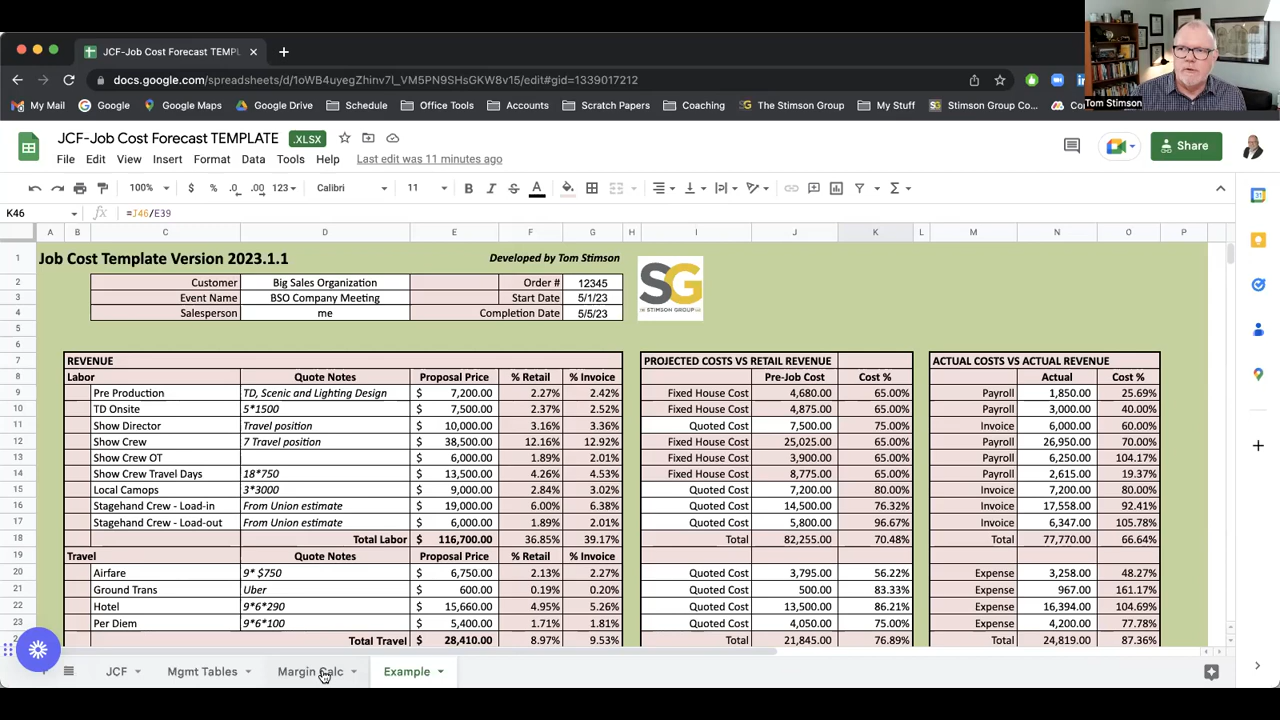 JCF-Job Cost Forecast TEMPL
docs.google.com/spreadsheets/d/1oWB4uyegZhinv7l_VM5PN9SHsGKW8v15/edit#gid=1339017212
My Mail Google Google Maps Google Drive Schedule Office Tools Accounts Scratch Papers Coaching The Stimson Group My Stuff Stimson Group Co...
Tom Stimson
JCF-Job Cost Forecast TEMPLATE .XLSX
Share
File Edit View Insert Format Data Tools Help Last edit was 11 minutes ago
100% $ % .0 .00 123 Calibri 11 B I S A
K46 fx =J46/E39
A B C D E F G H I J K L M N O P
1 Job Cost Template Version 2023.1.1 Developed by Tom Stimson
2 Customer Big Sales Organization Order # 12345
3 Event Name BSO Company Meeting Start Date 5/1/23
4 Salesperson me Completion Date 5/5/23
SG
THE STIMSON GROUP
5
6
7 REVENUE PROJECTED COSTS VS RETAIL REVENUE ACTUAL COSTS VS ACTUAL REVENUE
8 Labor Quote Notes Proposal Price % Retail % Invoice Pre-Job Cost Cost % Actual Cost %
9 Pre Production TD, Scenic and Lighting Design $ 7,200.00 2.27% 2.42% Fixed House Cost 4,680.00 65.00% Payroll 1,850.00 25.69%
10 TD Onsite 5*1500 $ 7,500.00 2.37% 2.52% Fixed House Cost 4,875.00 65.00% Payroll 3,000.00 40.00%
11 Show Director Travel position $ 10,000.00 3.16% 3.36% Quoted Cost 7,500.00 75.00% Invoice 6,000.00 60.00%
12 Show Crew 7 Travel position $ 38,500.00 12.16% 12.92% Fixed House Cost 25,025.00 65.00% Payroll 26,950.00 70.00%
13 Show Crew OT $ 6,000.00 1.89% 2.01% Fixed House Cost 3,900.00 65.00% Payroll 6,250.00 104.17%
14 Show Crew Travel Days 18*750 $ 13,500.00 4.26% 4.53% Fixed House Cost 8,775.00 65.00% Payroll 2,615.00 19.37%
15 Local Camops 3*3000 $ 9,000.00 2.84% 3.02% Quoted Cost 7,200.00 80.00% Invoice 7,200.00 80.00%
16 Stagehand Crew - Load-in From Union estimate $ 19,000.00 6.00% 6.38% Quoted Cost 14,500.00 76.32% Invoice 17,558.00 92.41%
17 Stagehand Crew - Load-out From Union estimate $ 6,000.00 1.89% 2.01% Quoted Cost 5,800.00 96.67% Invoice 6,347.00 105.78%
18 Total Labor $ 116,700.00 36.85% 39.17% Total 82,255.00 70.48% Total 77,770.00 66.64%
19 Travel Quote Notes Proposal Price % Retail % Invoice
20 Airfare 9* $750 $ 6,750.00 2.13% 2.27% Quoted Cost 3,795.00 56.22% Expense 3,258.00 48.27%
21 Ground Trans Uber $ 600.00 0.19% 0.20% Quoted Cost 500.00 83.33% Expense 967.00 161.17%
22 Hotel 9*6*290 $ 15,660.00 4.95% 5.26% Quoted Cost 13,500.00 86.21% Expense 16,394.00 104.69%
23 Per Diem 9*6*100 $ 5,400.00 1.71% 1.81% Quoted Cost 4,050.00 75.00% Expense 4,200.00 77.78%
Total Travel $ 28,410.00 8.97% 9.53% Total 21,845.00 76.89% Total 24,819.00 87.36%
JCF Mgmt Tables Margin Calc Example